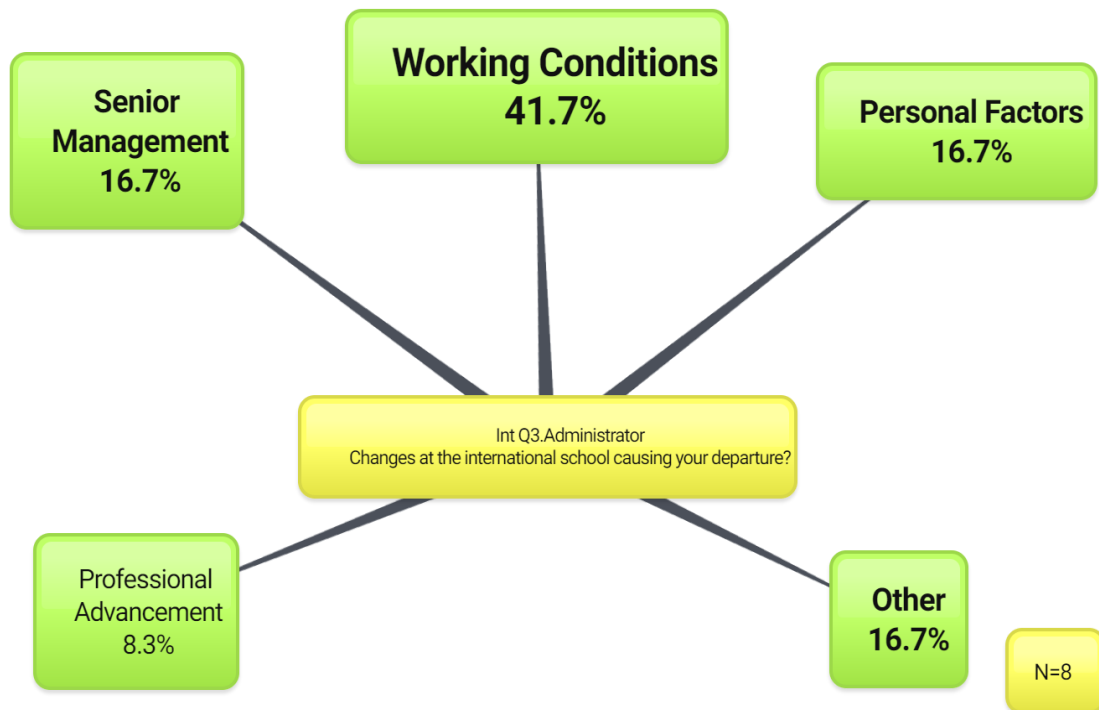 Senior
Management
16.7%
Working Conditions
41.7%
Personal Factors
16.7%
Int Q3.Administrator
Changes at the international school causing your departure?
Professional
Advancement
8.3%
Other
16.7%
N=8